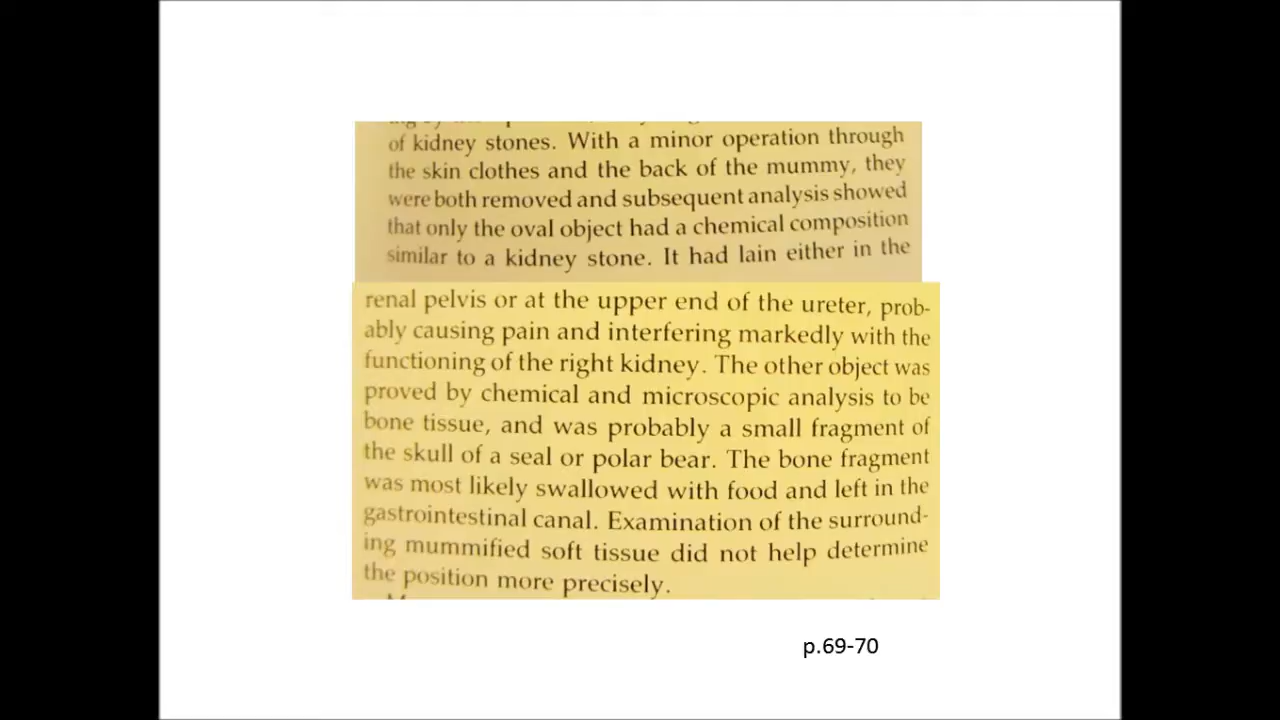 of kidney stones. With a minor operation through
the skin clothes and the back of the mummy, they
were both removed and subsequent analysis showed
that only the oval object had a chemical composition
similar to a kidney stone. It had lain either in the
renal pelvis or at the upper end of the ureter, prob-
ably causing pain and interfering markedly with the
functioning of the right kidney. The other object was
proved by chemical and microscopic analysis to be
bone tissue, and was probably a small fragment of
the skull of a seal or polar bear. The bone fragment
was most likely swallowed with food and left in the
gastrointestinal canal. Examination of the surround-
ing mummified soft tissue did not help determine
the position more precisely.
p.69-70